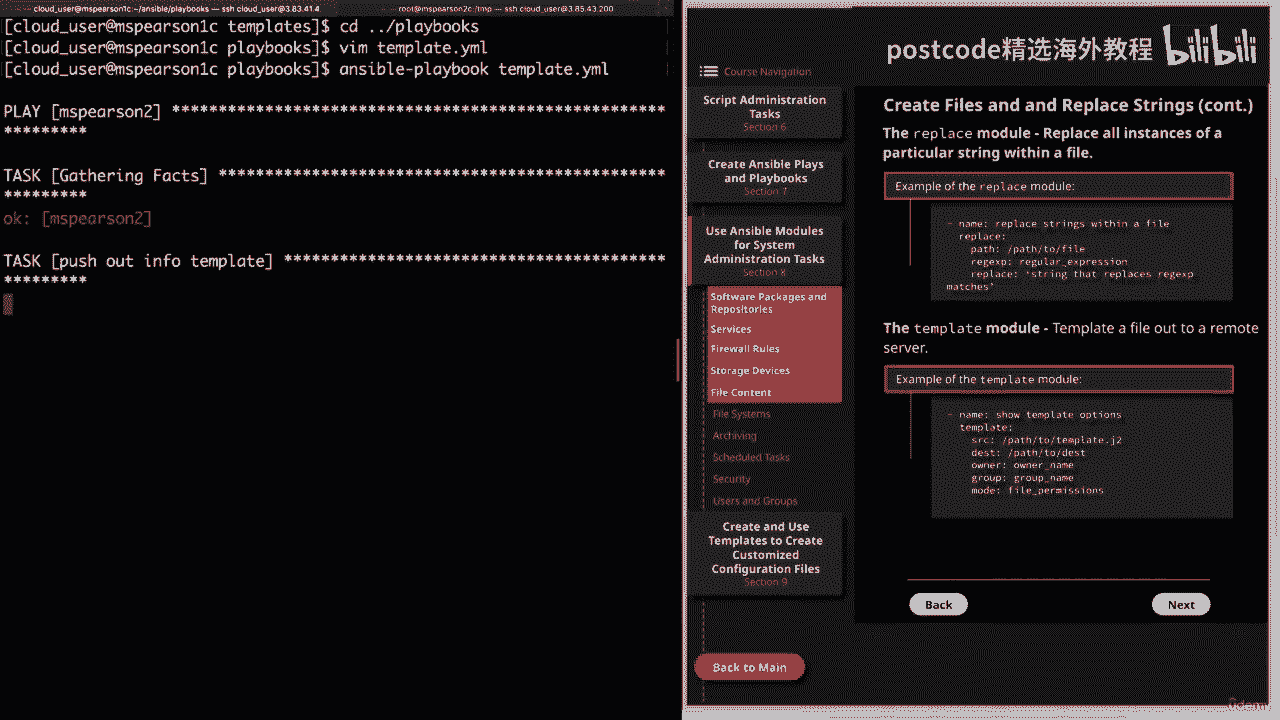 cloud_user@mspearson1c:~/ansible/playbooks — ssh cloud_user@3.83.41.4
root@mspearson2c:/tmp — ssh cloud_user@3.85.43.200
[cloud_user@mspearson1c templates]$ cd ../playbooks
[cloud_user@mspearson1c playbooks]$ vim template.yml
[cloud_user@mspearson1c playbooks]$ ansible-playbook template.yml
PLAY [mspearson2] **********************************************
*********
TASK [Gathering Facts] *****************************************
*********
ok: [mspearson2]
TASK [push out info template] **********************************
*********
postcode精选海外教程 bilibili
Course Navigation
Script Administration
Tasks
Section 6
Create Ansible Plays
and Playbooks
Section 7
Use Ansible Modules
for System
Administration Tasks
Section 8
Software Packages and
Repositories
Services
Firewall Rules
Storage Devices
File Content
File Systems
Archiving
Scheduled Tasks
Security
Users and Groups
Create and Use
Templates to Create
Customized
Configuration Files
Section 9
Back to Main
Create Files and and Replace Strings (cont.)
The replace module - Replace all instances of a
particular string within a file.
Example of the replace module:
- name: replace strings within a file
replace:
path: /path/to/file
regexp: regular_expression
replace: 'string that replaces regexp
matches'
The template module - Template a file out to a remote
server.
Example of the template module:
- name: show template options
template:
src: /path/to/template.j2
dest: /path/to/dest
owner: owner_name
group: group_name
mode: file_permissions
Back
Next
Udemy